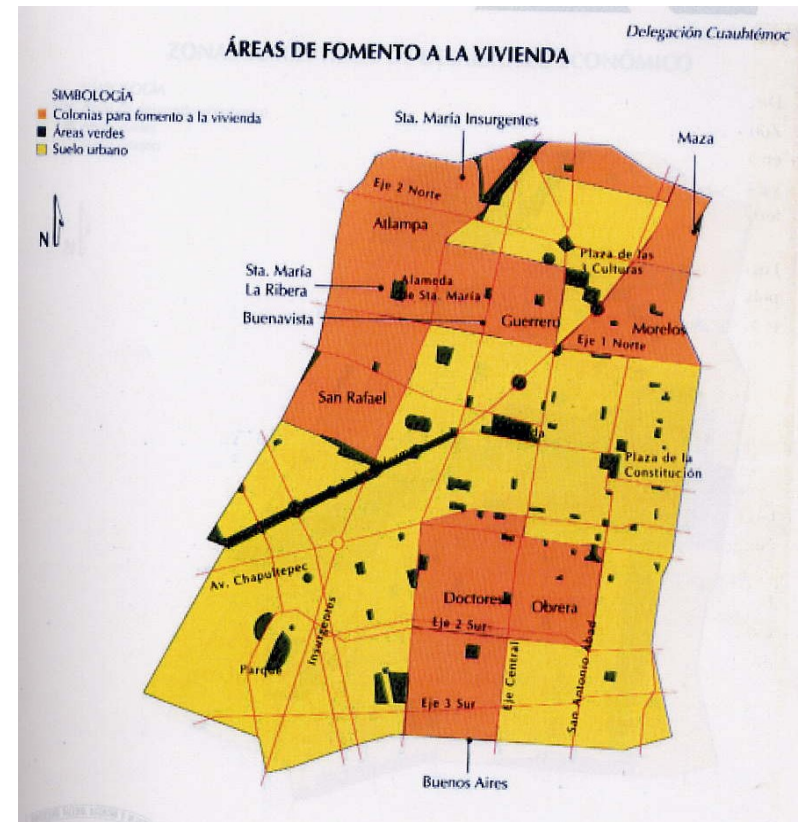 Delegación Cuauhtémoc
ÁREAS DE FOMENTO A LA VIVIENDA
SIMBOLOGÍA
Colonias para fomento a la vivienda
Áreas verdes
Suelo urbano
N
Sta. María Insurgentes
Maza
Eje 2 Norte
Atlampa
Plaza de las
3 Culturas
Sta. María
La Ribera
Alameda
de Sta. María
Buenavista
Guerrero
Morelos
Eje 1 Norte
San Rafael
Plaza de la
Constitución
Av. Chapultepec
Doctores
Obrera
Eje 2 Sur
Insurgentes
Parque
Eje Central
San Antonio Abad
Eje 3 Sur
Buenos Aires